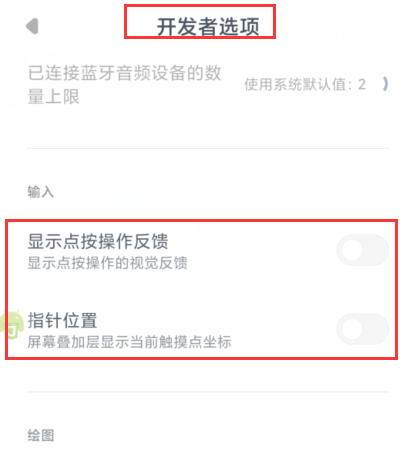 开发者选项
已连接蓝牙音频设备的数
量上限
使用系统默认值：2
输入
显示点按操作反馈
显示点按操作的视觉反馈
指针位置
屏幕叠加层显示当前触摸点坐标
绘图